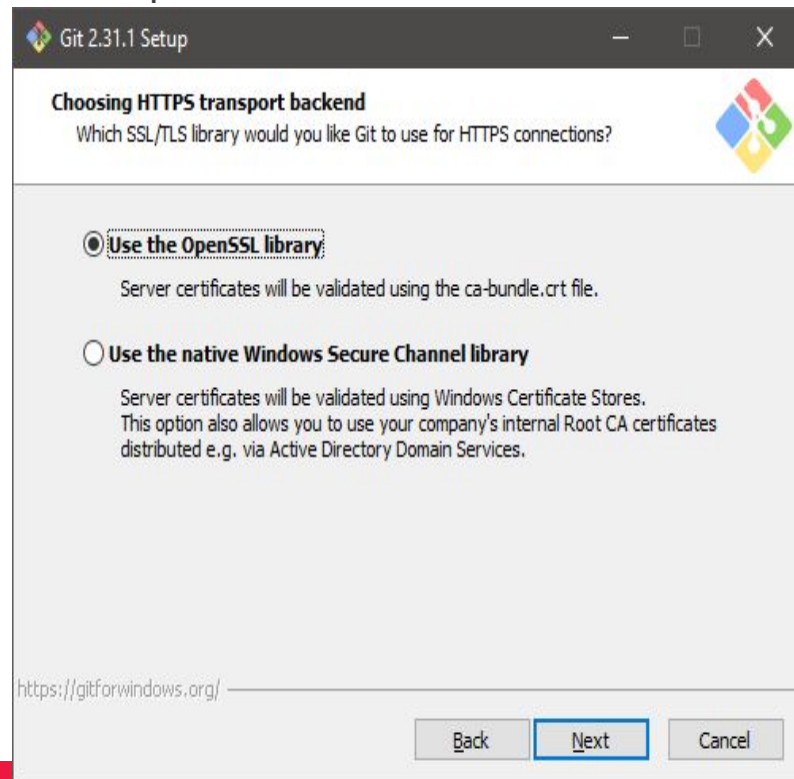 Git 2.31.1 Setup
Choosing HTTPS transport backend
Which SSL/TLS library would you like Git to use for HTTPS connections?
Use the OpenSSL library
Server certificates will be validated using the ca-bundle.crt file.
Use the native Windows Secure Channel library
Server certificates will be validated using Windows Certificate Stores.
This option also allows you to use your company's internal Root CA certificates
distributed e.g. via Active Directory Domain Services.
https://gitforwindows.org/
Back Next Cancel